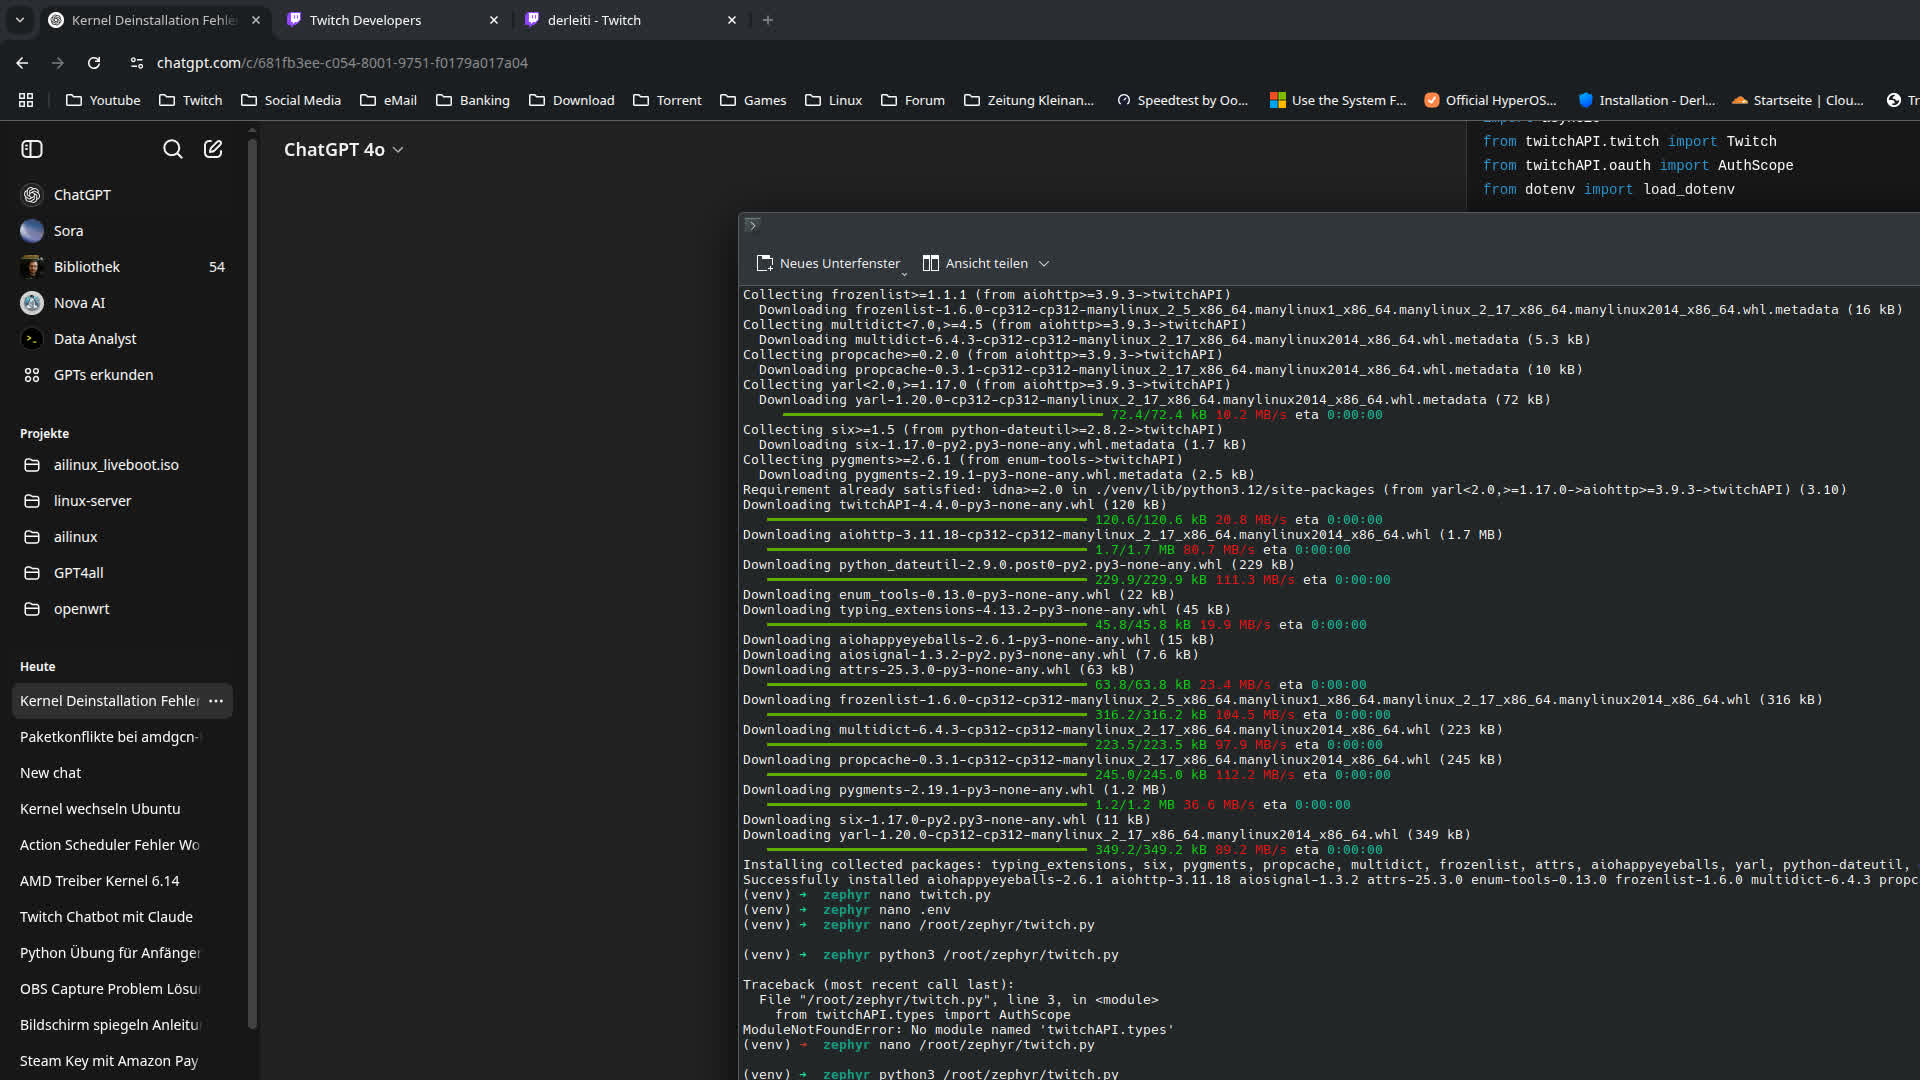 Kernel Deinstallation Fehle
Twitch Developers
derleiti - Twitch
chatgpt.com/c/681fb3ee-c054-8001-9751-f0179a017a04
Youtube
Twitch
Social Media
eMail
Banking
Download
Torrent
Games
Linux
Forum
Zeitung Kleinan...
Speedtest by Oo...
Use the System F...
Official HyperOS...
Installation - Derl...
Startseite | Clou...
Tr
ChatGPT 4o
from twitchAPI.twitch import Twitch
from twitchAPI.oauth import AuthScope
from dotenv import load_dotenv
ChatGPT
Sora
Bibliothek 54
Nova AI
Data Analyst
GPTs erkunden
Projekte
ailinux_liveboot.iso
linux-server
ailinux
GPT4all
openwrt
Heute
Kernel Deinstallation Fehler ...
Paketkonflikte bei amdgcn-
New chat
Kernel wechseln Ubuntu
Action Scheduler Fehler Wo
AMD Treiber Kernel 6.14
Twitch Chatbot mit Claude
Python Übung für Anfänger
OBS Capture Problem Lösu
Bildschirm spiegeln Anleitu
Steam Key mit Amazon Pay
Neues Unterfenster
Ansicht teilen
Collecting frozenlist>=1.1.1 (from aiohttp>=3.9.3->twitchAPI)
Downloading frozenlist-1.6.0-cp312-cp312-manylinux_2_5_x86_64.manylinux1_x86_64.manylinux_2_17_x86_64.manylinux2014_x86_64.whl.metadata (16 kB)
Collecting multidict<7.0,>=4.5 (from aiohttp>=3.9.3->twitchAPI)
Downloading multidict-6.4.3-cp312-cp312-manylinux_2_17_x86_64.manylinux2014_x86_64.whl.metadata (5.3 kB)
Collecting propcache>=0.2.0 (from aiohttp>=3.9.3->twitchAPI)
Downloading propcache-0.3.1-cp312-cp312-manylinux_2_17_x86_64.manylinux2014_x86_64.whl.metadata (10 kB)
Collecting yarl<2.0,>=1.17.0 (from aiohttp>=3.9.3->twitchAPI)
Downloading yarl-1.20.0-cp312-cp312-manylinux_2_17_x86_64.manylinux2014_x86_64.whl.metadata (72 kB)
72.4/72.4 kB 10.2 MB/s eta 0:00:00
Collecting six>=1.5 (from python-dateutil>=2.8.2->twitchAPI)
Downloading six-1.17.0-py2.py3-none-any.whl.metadata (1.7 kB)
Collecting pygments>=2.6.1 (from enum-tools->twitchAPI)
Downloading pygments-2.19.1-py3-none-any.whl.metadata (2.5 kB)
Requirement already satisfied: idna>=2.0 in ./venv/lib/python3.12/site-packages (from yarl<2.0,>=1.17.0->aiohttp>=3.9.3->twitchAPI) (3.10)
Downloading twitchAPI-4.4.0-py3-none-any.whl (120 kB)
120.6/120.6 kB 20.8 MB/s eta 0:00:00
Downloading aiohttp-3.11.18-cp312-cp312-manylinux_2_17_x86_64.manylinux2014_x86_64.whl (1.7 MB)
1.7/1.7 MB 80.7 MB/s eta 0:00:00
Downloading python_dateutil-2.9.0.post0-py2.py3-none-any.whl (229 kB)
229.9/229.9 kB 111.3 MB/s eta 0:00:00
Downloading enum_tools-0.13.0-py3-none-any.whl (22 kB)
Downloading typing_extensions-4.13.2-py3-none-any.whl (45 kB)
45.8/45.8 kB 19.9 MB/s eta 0:00:00
Downloading aiohappyeyeballs-2.6.1-py3-none-any.whl (15 kB)
Downloading aiosignal-1.3.2-py2.py3-none-any.whl (7.6 kB)
Downloading attrs-25.3.0-py3-none-any.whl (63 kB)
63.8/63.8 kB 23.4 MB/s eta 0:00:00
Downloading frozenlist-1.6.0-cp312-cp312-manylinux_2_5_x86_64.manylinux1_x86_64.manylinux_2_17_x86_64.manylinux2014_x86_64.whl (316 kB)
316.2/316.2 kB 104.5 MB/s eta 0:00:00
Downloading multidict-6.4.3-cp312-cp312-manylinux_2_17_x86_64.manylinux2014_x86_64.whl (223 kB)
223.5/223.5 kB 97.9 MB/s eta 0:00:00
Downloading propcache-0.3.1-cp312-cp312-manylinux_2_17_x86_64.manylinux2014_x86_64.whl (245 kB)
245.0/245.0 kB 112.2 MB/s eta 0:00:00
Downloading pygments-2.19.1-py3-none-any.whl (1.2 MB)
1.2/1.2 MB 36.6 MB/s eta 0:00:00
Downloading six-1.17.0-py2.py3-none-any.whl (11 kB)
Downloading yarl-1.20.0-cp312-cp312-manylinux_2_17_x86_64.manylinux2014_x86_64.whl (349 kB)
349.2/349.2 kB 89.2 MB/s eta 0:00:00
Installing collected packages: typing_extensions, six, pygments, propcache, multidict, frozenlist, attrs, aiohappyeyeballs, yarl, python-dateutil,
Successfully installed aiohappyeyeballs-2.6.1 aiohttp-3.11.18 aiosignal-1.3.2 attrs-25.3.0 enum-tools-0.13.0 frozenlist-1.6.0 multidict-6.4.3 propc
(venv) ➜ zephyr nano twitch.py
(venv) ➜ zephyr nano .env
(venv) ➜ zephyr nano /root/zephyr/twitch.py
(venv) ➜ zephyr python3 /root/zephyr/twitch.py
Traceback (most recent call last):
File "/root/zephyr/twitch.py", line 3, in <module>
from twitchAPI.types import AuthScope
ModuleNotFoundError: No module named 'twitchAPI.types'
(venv) ➜ zephyr nano /root/zephyr/twitch.py
(venv) ➜ zephyr python3 /root/zephyr/twitch.py